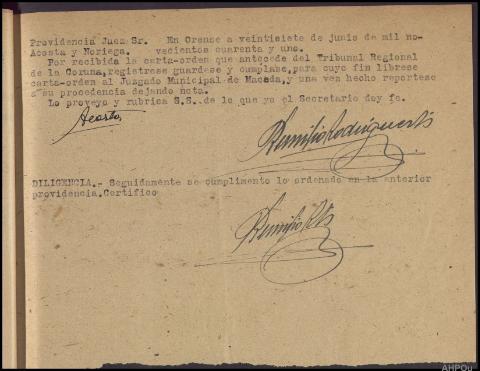 Providencia Juez Sr. En Orense a veintisiete de junio de mil no-
Acosta y Noriega. vecientos cuarenta y uno.
Por recibida la carta-orden que antecede del Tribunal Regional
de la Coruna,registrese guardese y cumplase,para cuyo fin librese
carta-orden al Juzgado Municipal de Maceda,y una vez hecho reportese
a su procedencia dejando nota.
Lo proveyo y rubrica S.S. de lo que yo el Secretario doy fe.
Acosta,
DILIGENCIA.- Seguidamente se cumplimento lo ordenado en la anterior
providencia.Certifico
AHPOu